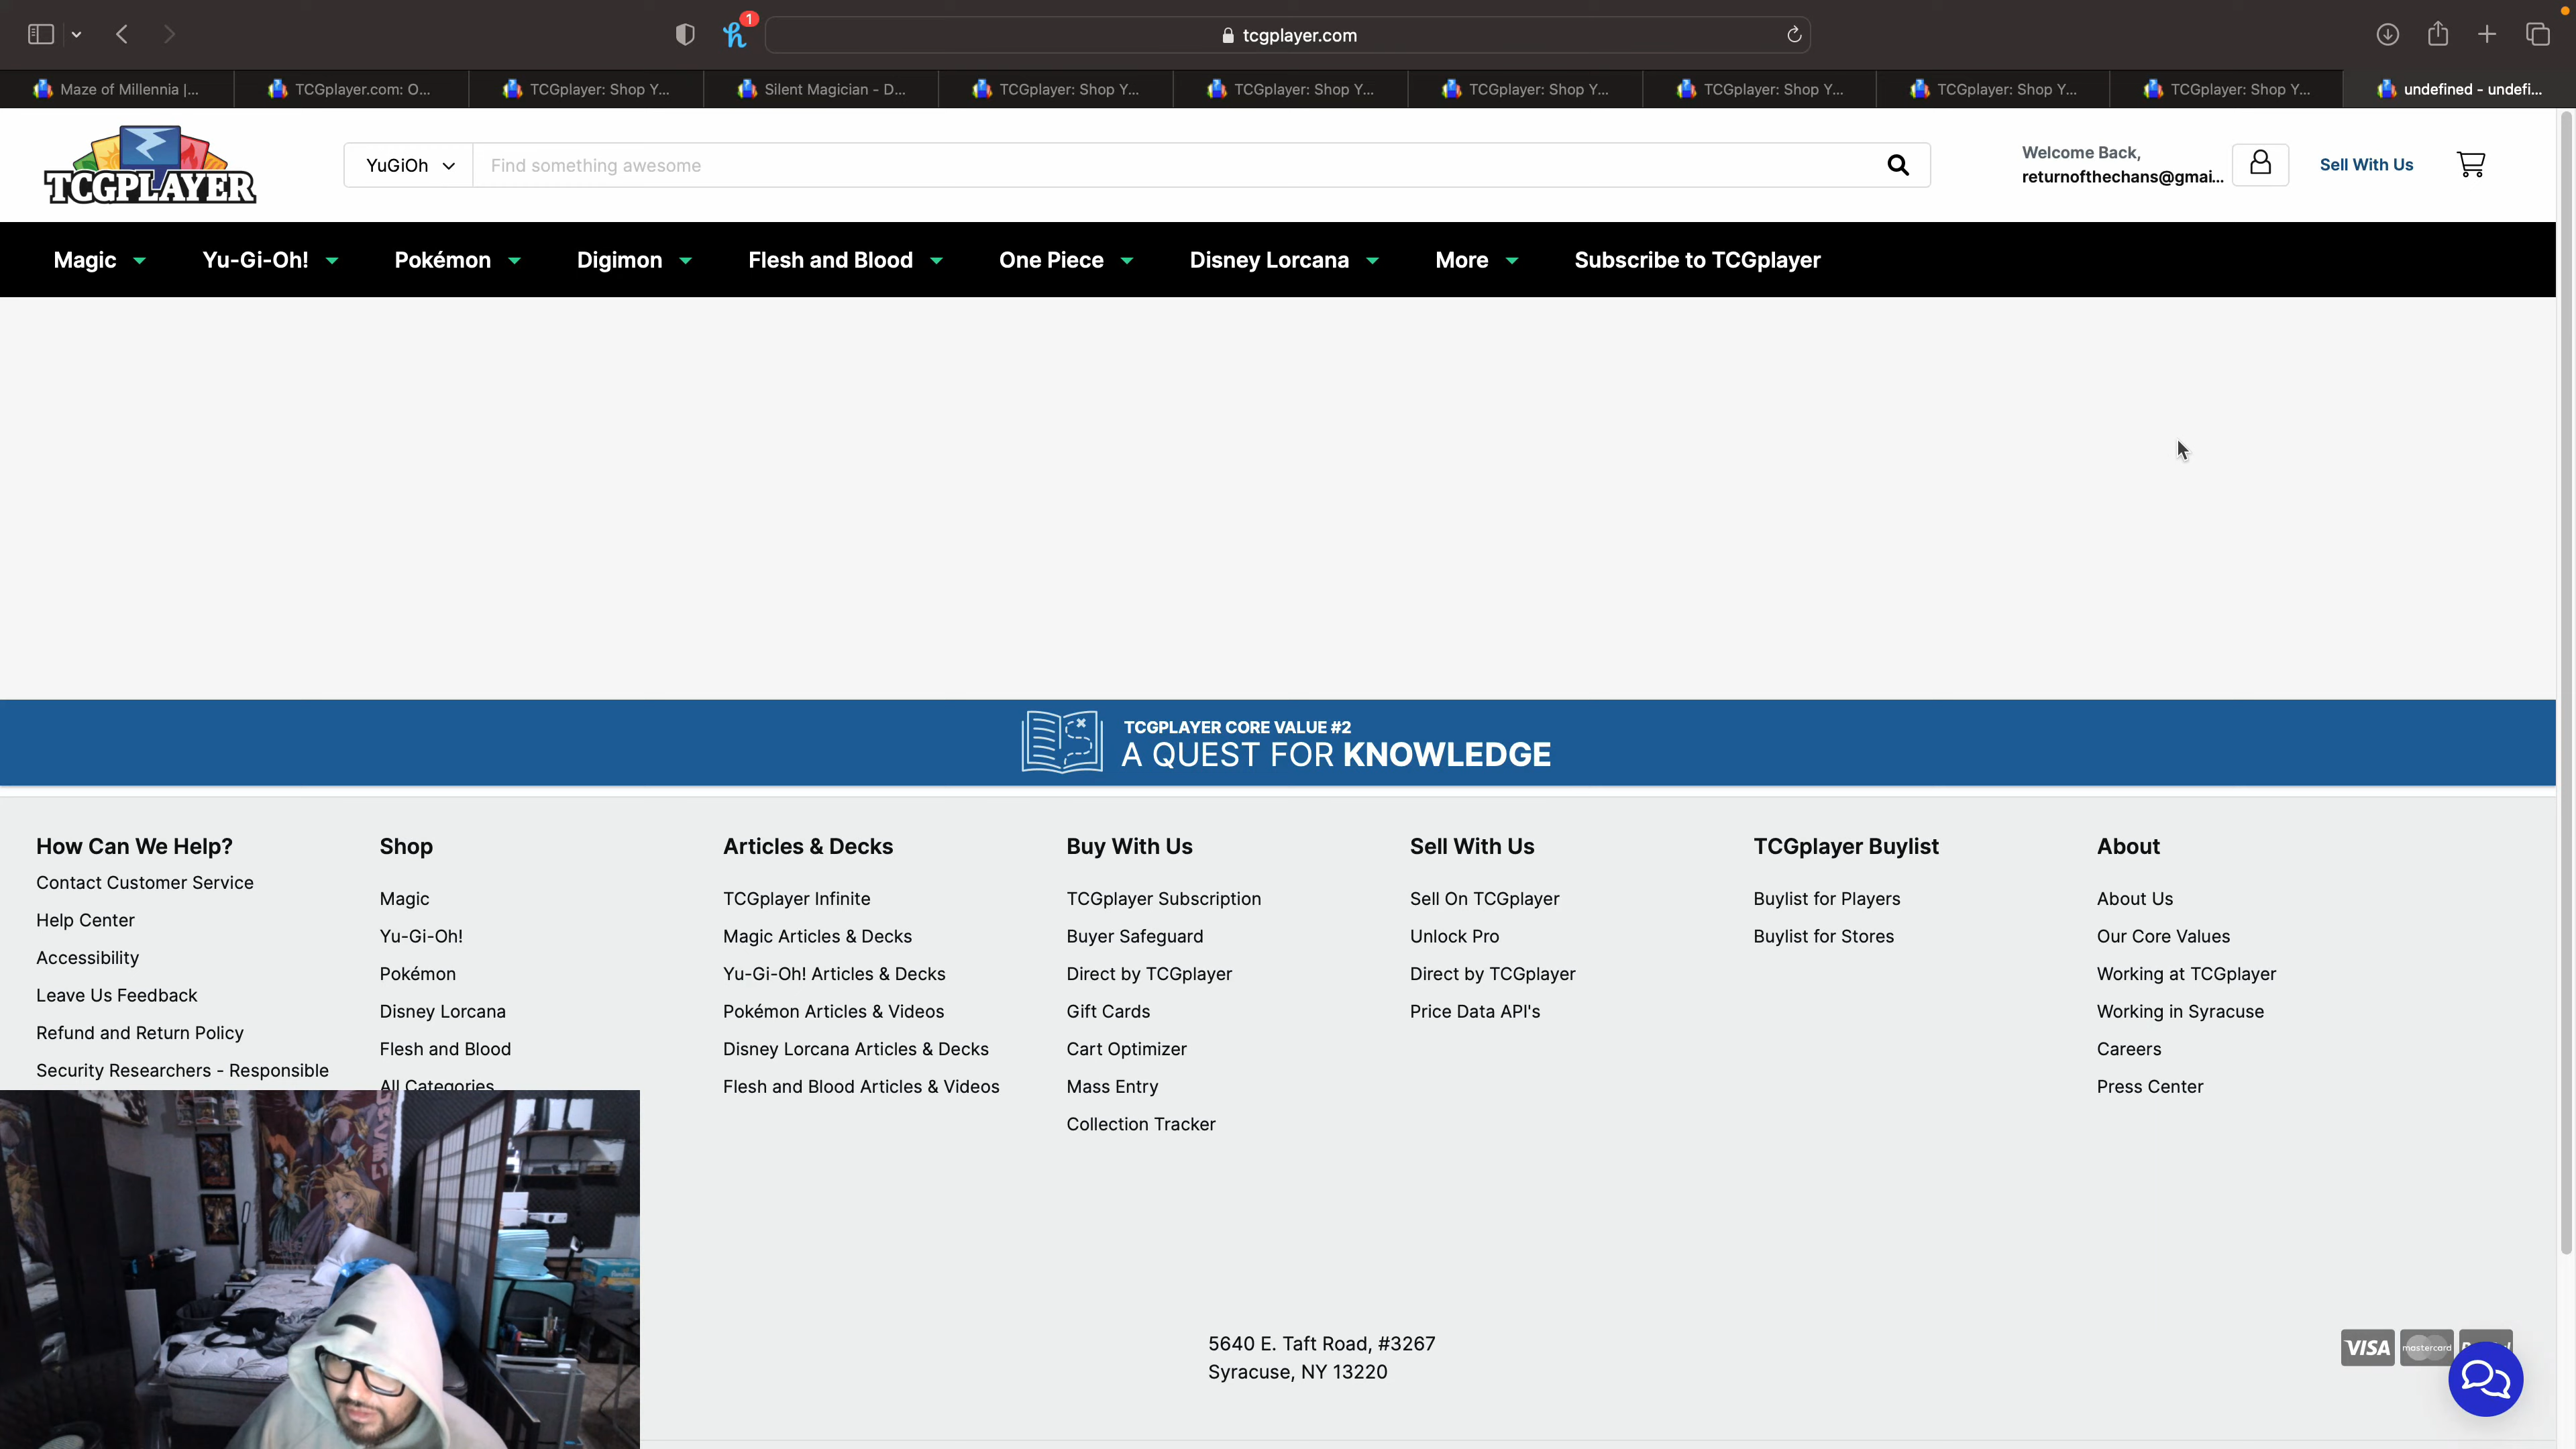 1
tcgplayer.com
Maze of Millennia |...
TCGplayer.com: O...
TCGplayer: Shop Y...
Silent Magician - D...
TCGplayer: Shop Y...
TCGplayer: Shop Y...
TCGplayer: Shop Y...
TCGplayer: Shop Y...
TCGplayer: Shop Y...
TCGplayer: Shop Y...
undefined - undefi...
TCGPLAYER
YuGiOh
Find something awesome
Welcome Back,
returnofthechans@gmai...
Sell With Us
Magic
Yu-Gi-Oh!
Pokémon
Digimon
Flesh and Blood
One Piece
Disney Lorcana
More
Subscribe to TCGplayer
TCGPLAYER CORE VALUE #2
A QUEST FOR KNOWLEDGE
How Can We Help?
Contact Customer Service
Help Center
Accessibility
Leave Us Feedback
Refund and Return Policy
Security Researchers - Responsible
Shop
Magic
Yu-Gi-Oh!
Pokémon
Disney Lorcana
Flesh and Blood
All Categories
Articles & Decks
TCGplayer Infinite
Magic Articles & Decks
Yu-Gi-Oh! Articles & Decks
Pokémon Articles & Videos
Disney Lorcana Articles & Decks
Flesh and Blood Articles & Videos
Buy With Us
TCGplayer Subscription
Buyer Safeguard
Direct by TCGplayer
Gift Cards
Cart Optimizer
Mass Entry
Collection Tracker
Sell With Us
Sell On TCGplayer
Unlock Pro
Direct by TCGplayer
Price Data API's
TCGplayer Buylist
Buylist for Players
Buylist for Stores
About
About Us
Our Core Values
Working at TCGplayer
Working in Syracuse
Careers
Press Center
5640 E. Taft Road, #3267
Syracuse, NY 13220
VISA
mastercard